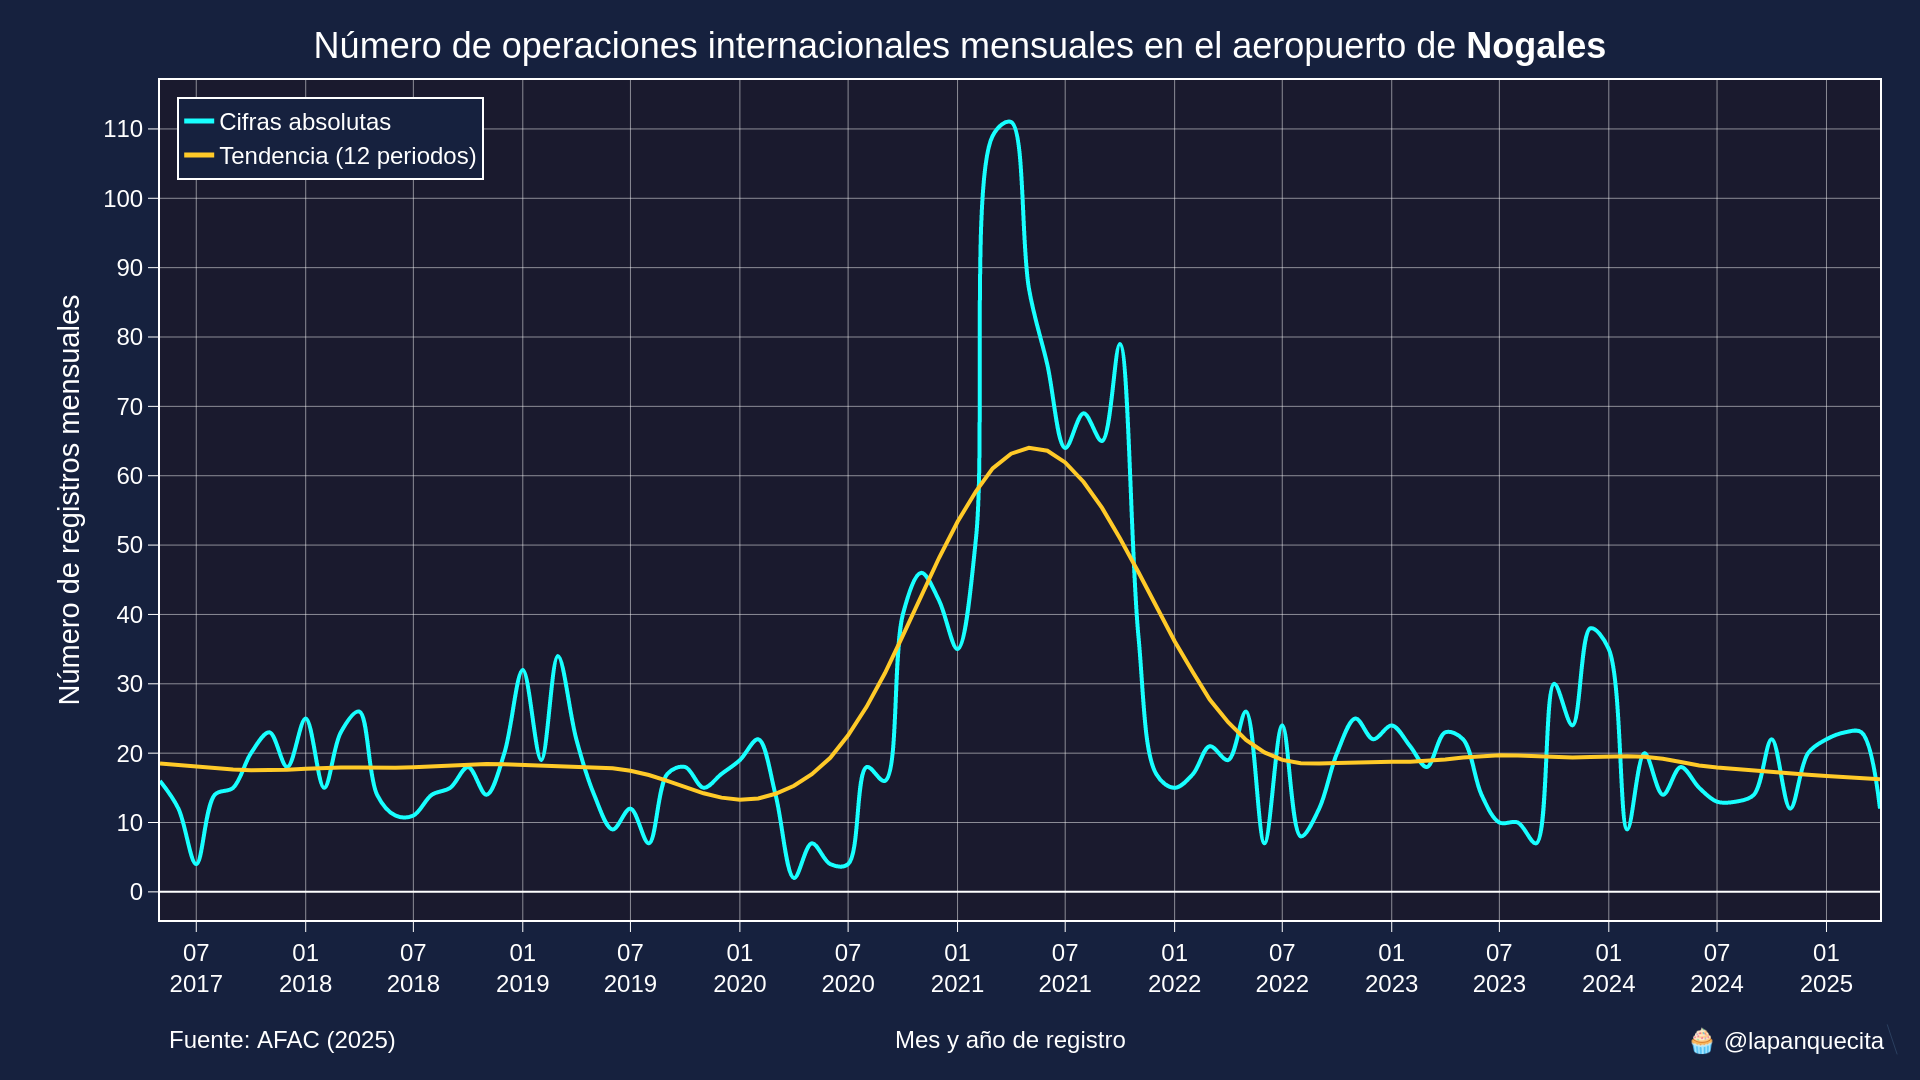 Número de operaciones internacionales mensuales en el aeropuerto de Nogales
Cifras absolutas
Tendencia (12 periodos)
Número de registros mensuales
110
100
90
80
70
60
50
40
30
20
10
0
07 01 07 01 07 01 07 01 07 01 07 01 07 01 07 01
2017 2018 2018 2019 2019 2020 2020 2021 2021 2022 2022 2023 2023 2024 2024 2025
Fuente: AFAC (2025)
Mes y año de registro
🧁 @lapanquecita